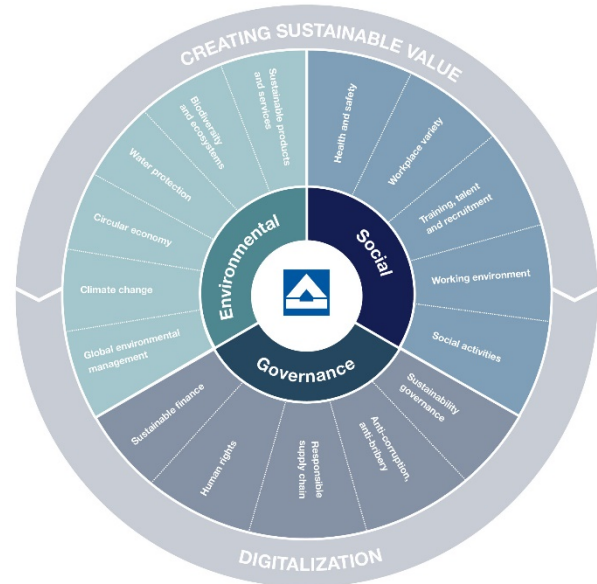 CREATING SUSTAINABLE VALUE
Sustainable products
and services
Biodiversity
and ecosystems
Water protection
Circular economy
Climate change
Global environmental
management
Environmental
Health and safety
Workplace variety
Training, talent
and recruitment
Working environment
Social activities
Social
Governance
Sustainable finance
Human rights
Responsible
supply chain
Anti-corruption,
anti-bribery
Sustainability
governance
DIGITALIZATION